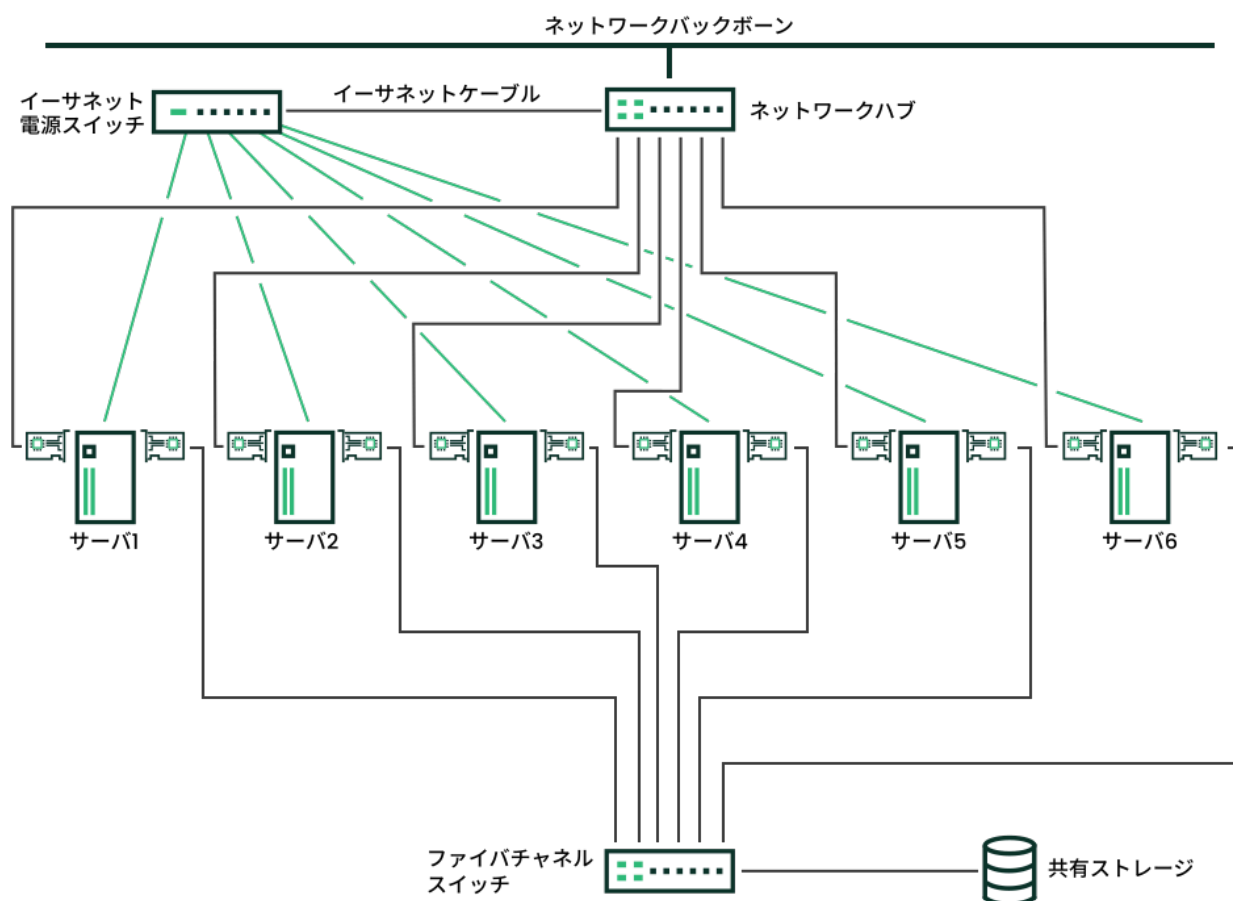 ネットワークバックボーン
イーサネット
電源スイッチ
イーサネットケーブル
ネットワークハブ
サーバ1
サーバ2
サーバ3
サーバ4
サーバ5
サーバ6
ファイバチャネル
スイッチ
共有ストレージ